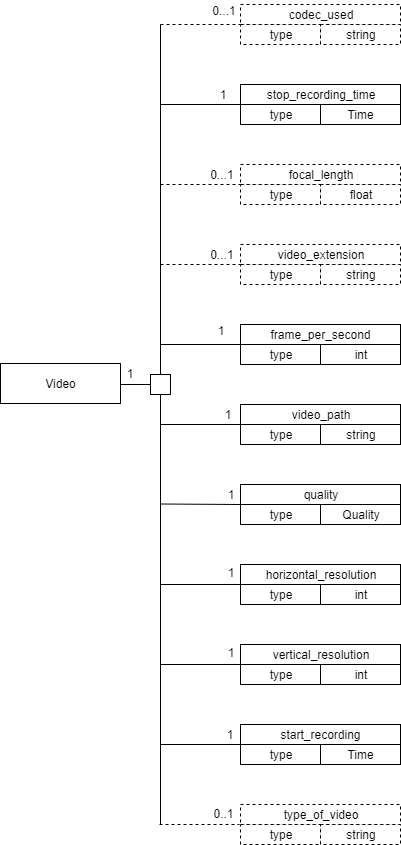 0...1
codec_used
type string
1
stop_recording_time
type Time
0...1
focal_length
type float
0...1
video_extension
type string
1
frame_per_second
type int
Video
1
1
video_path
type string
1
quality
type Quality
1
horizontal_resolution
type int
1
vertical_resolution
type int
1
start_recording
type Time
0..1
type_of_video
type string